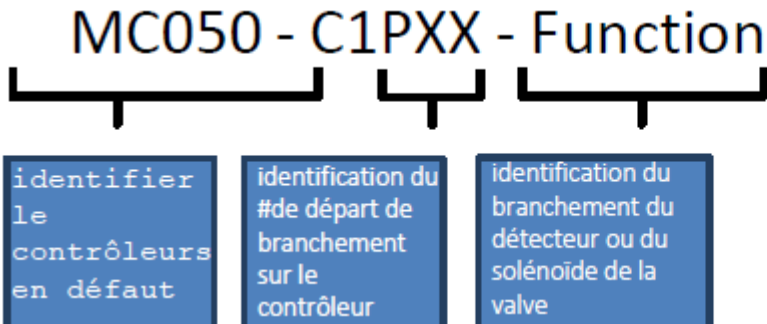 MC050 - C1PXX - Function
identifier
le
contrôleurs
en défaut
identification du
#de départ de
branchement
sur le
contrôleur
identification du
branchement du
détecteur ou du
solénoïde de la
valve